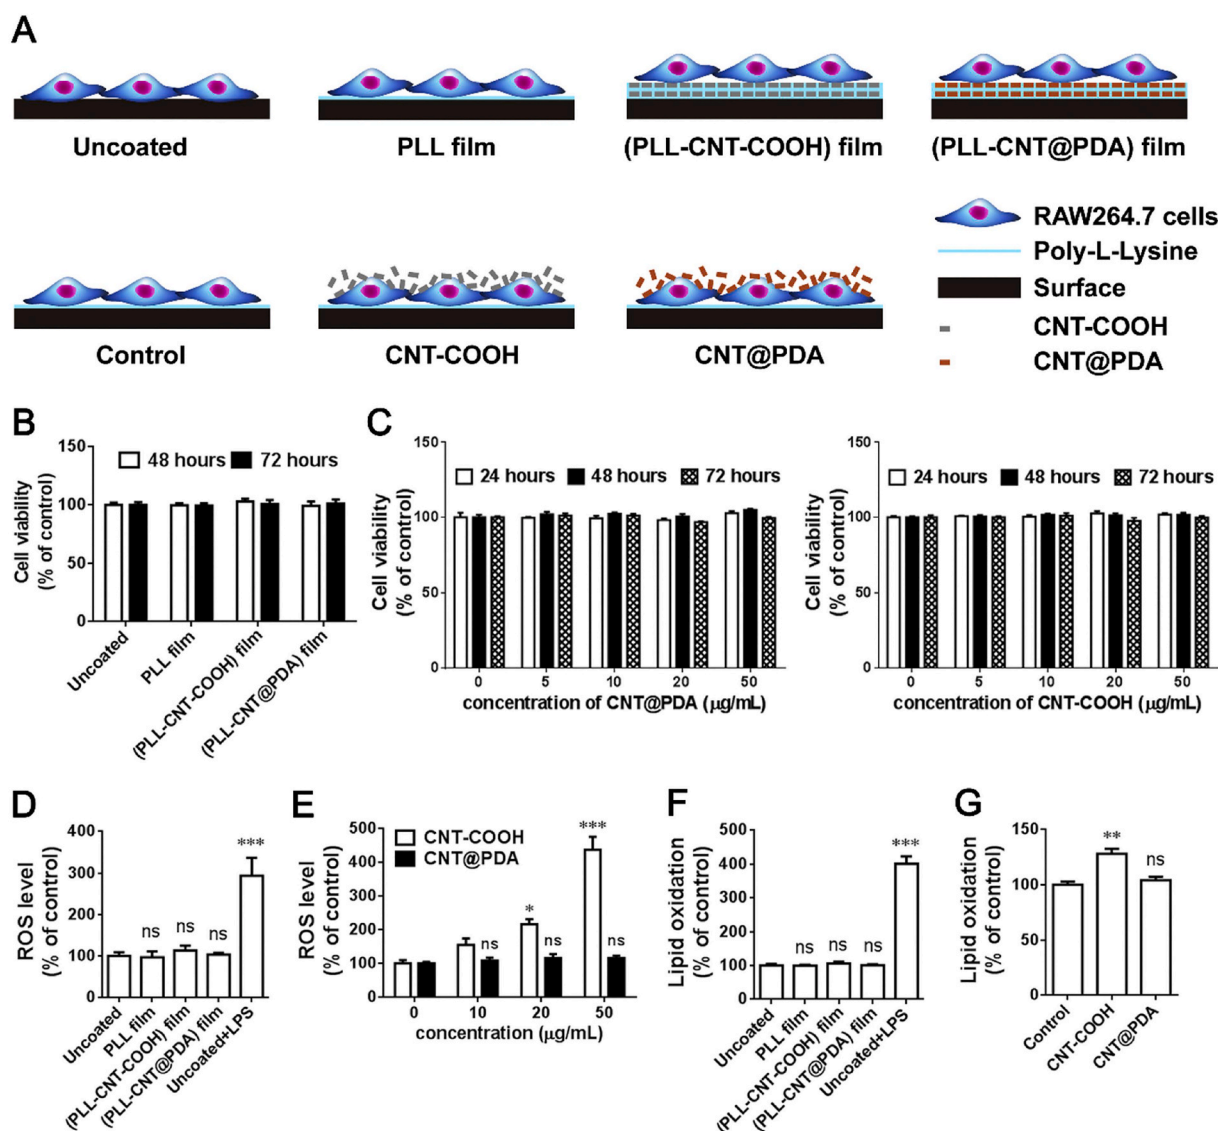 A
Uncoated
PLL film
(PLL-CNT-COOH) film
(PLL-CNT@PDA) film
RAW264.7 cells
Poly-L-Lysine
Surface
CNT-COOH
CNT@PDA
Control
CNT-COOH
CNT@PDA
B
150
100
50
0
Cell viability
(% of control)
48 hours
72 hours
Uncoated
PLL film
(PLL-CNT-COOH) film
(PLL-CNT@PDA) film
C
150
100
50
0
Cell viability
(% of control)
24 hours
48 hours
72 hours
0
5
10
20
50
concentration of CNT@PDA (μg/mL)
150
100
50
0
Cell viability
(% of control)
24 hours
48 hours
72 hours
0
5
10
20
50
concentration of CNT-COOH (μg/mL)
D
400
300
200
100
0
ROS level
(% of control)
ns
ns
ns
***
Uncoated
PLL film
(PLL-CNT-COOH) film
(PLL-CNT@PDA) film
Uncoated+LPS
E
500
400
300
200
100
0
ROS level
(% of control)
CNT-COOH
CNT@PDA
ns
*
ns
***
ns
0
10
20
50
concentration (μg/mL)
F
500
400
300
200
100
0
Lipid oxidation
(% of control)
ns
ns
ns
***
Uncoated
PLL film
(PLL-CNT-COOH) film
(PLL-CNT@PDA) film
Uncoated+LPS
G
150
100
50
0
Lipid oxidation
(% of control)
**
ns
Control
CNT-COOH
CNT@PDA